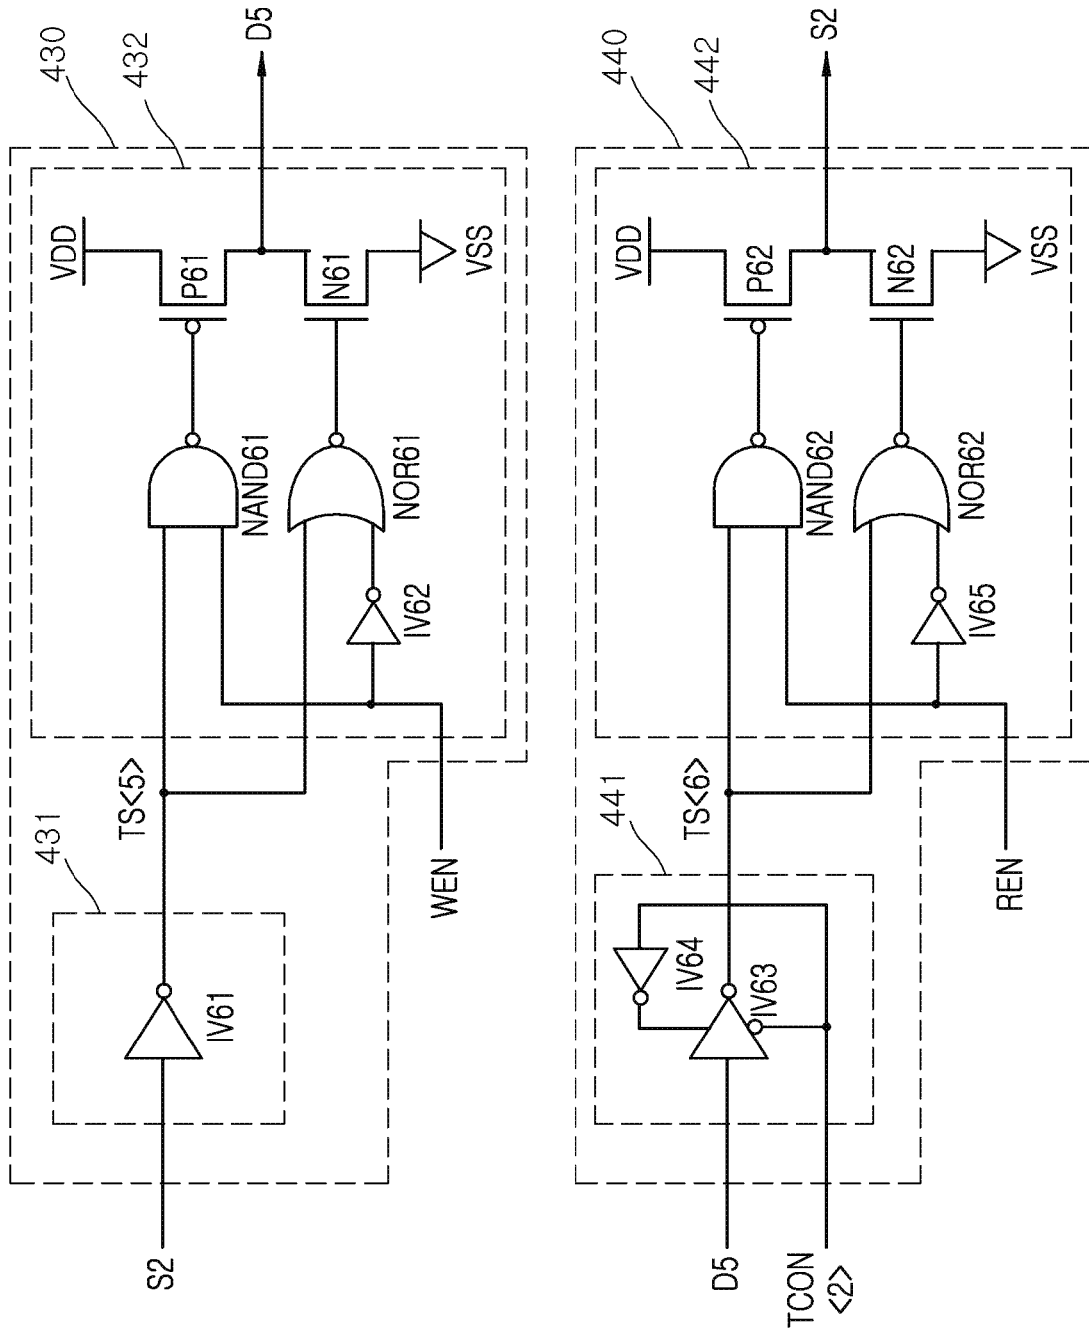 430
432
VDD
P61
D5
N61
VSS
NAND61
NOR61
IV62
TS<5>
431
IV61
S2
WEN
440
442
VDD
P62
S2
N62
VSS
NAND62
NOR62
IV65
TS<6>
441
IV64
IV63
D5
TCON
<2>
REN